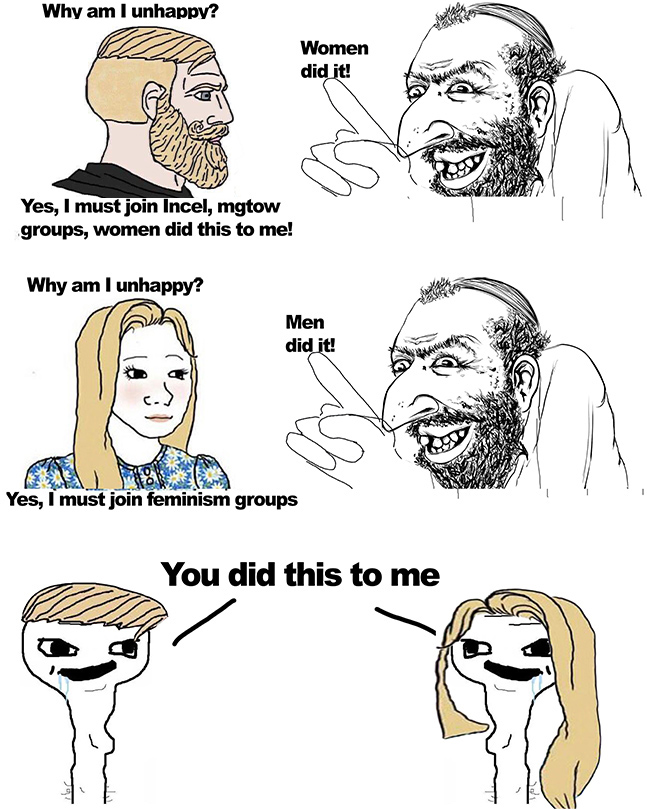 Why am I unhappy?
Women
did it!
Yes, I must join Incel, mgtow
groups, women did this to me!
Why am I unhappy?
Men
did it!
Yes, I must join feminism groups
You did this to me